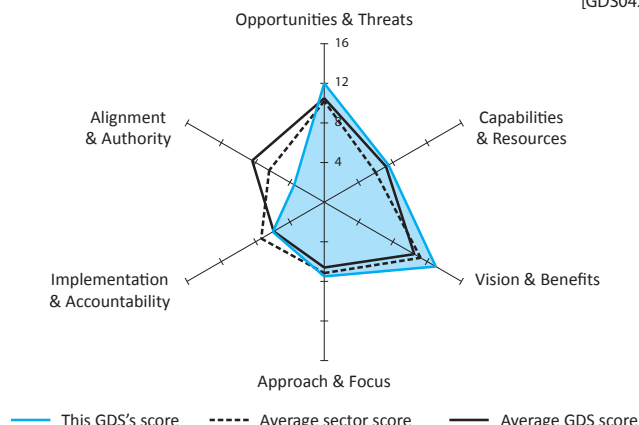 [GDS04
Opportunities & Threats
16
12
8
4
Alignment
& Authority
Capabilities
& Resources
Implementation
& Accountability
Vision & Benefits
Approach & Focus
This GDS's score
Average sector score
Average GDS score